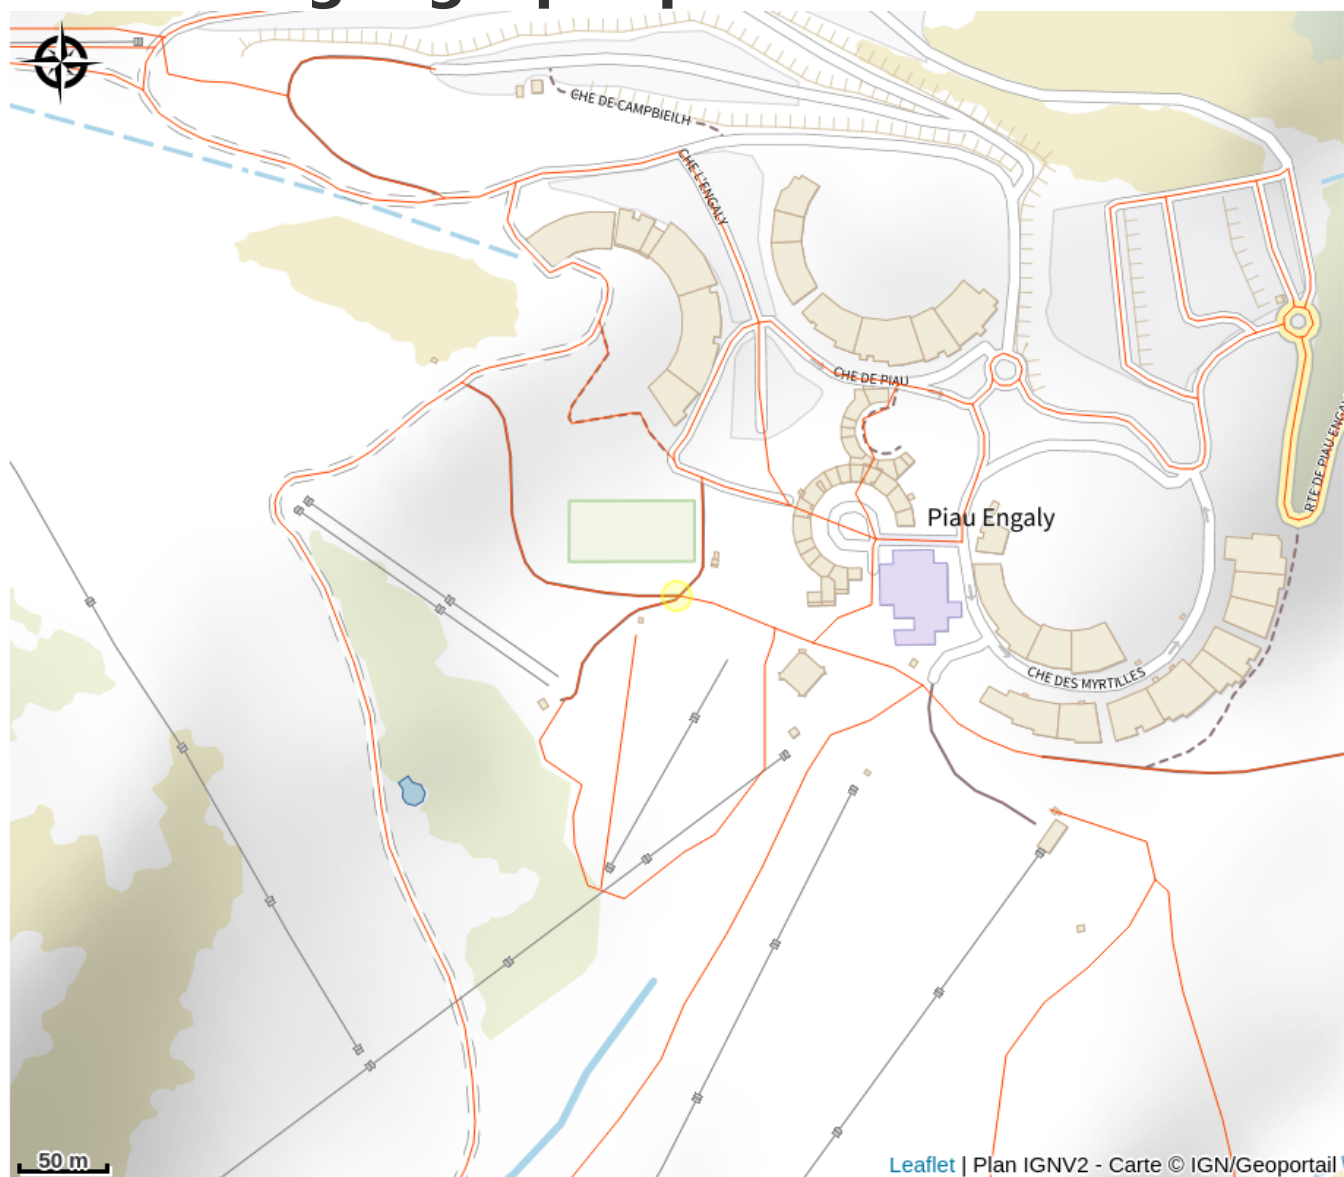 CHE DE CAMPBIEILH
CHE L'ENGALY
CHE DE PIAU
RTE DE PIAU ENGA
Piau Engaly
CHE DES MYRTILLES
50 m
Leaflet | Plan IGNV2 - Carte © IGN/Geoportail